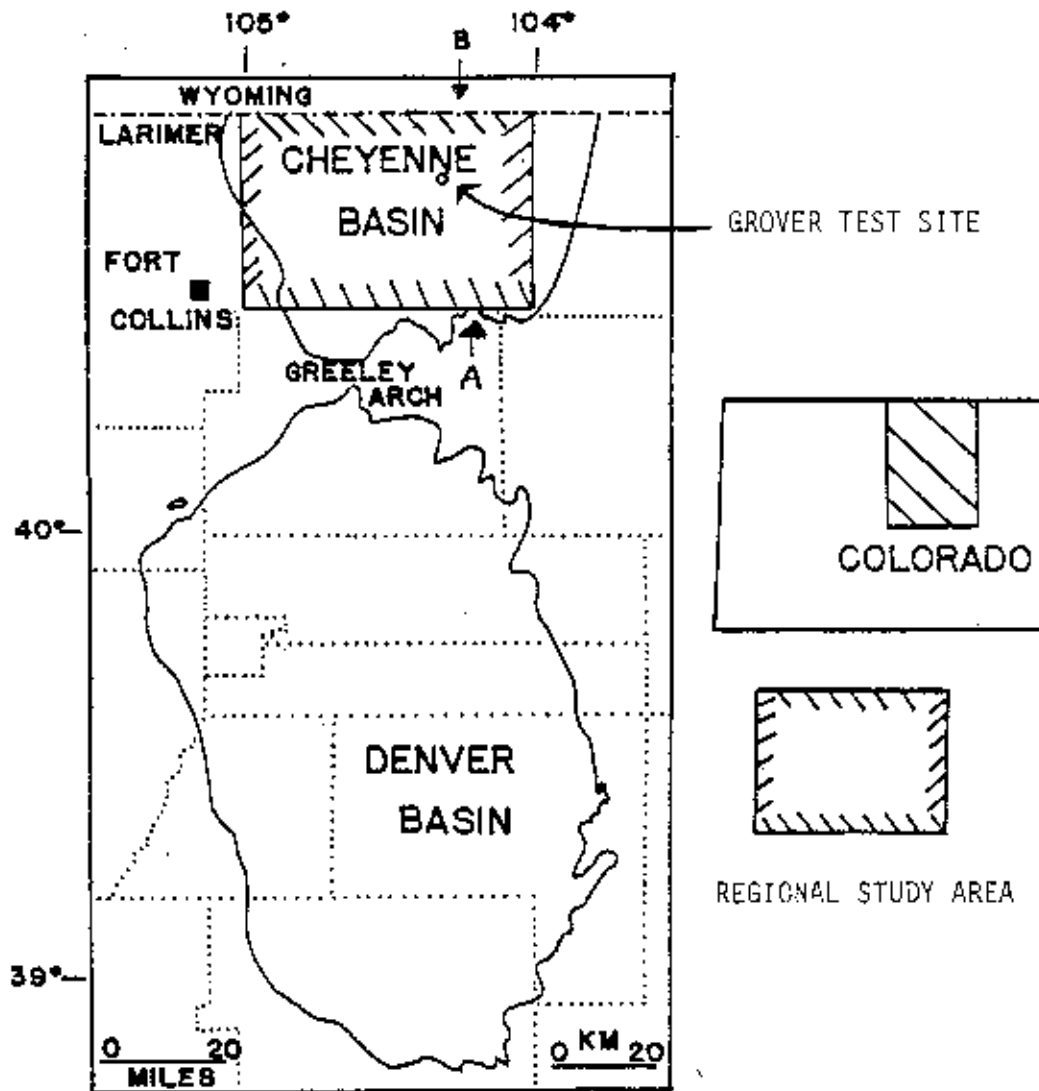 105° 104°
B
WYOMING
LARIMER
CHEYENNE
BASIN
GROVER TEST SITE
FORT
COLLINS
GREELEY
ARCH
A
40°
COLORADO
DENVER
BASIN
REGIONAL STUDY AREA
39°
0 20
MILES
KM
0 20